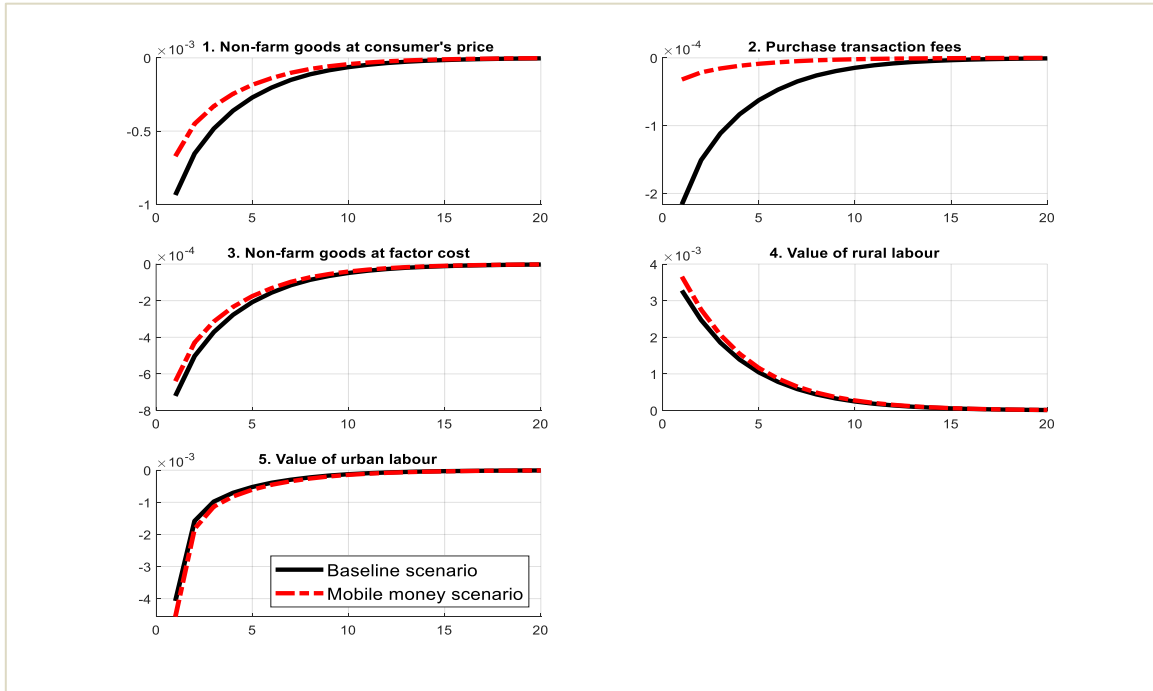 1. Non-farm goods at consumer's price
×10⁻³
0
-0.5
-1
0 5 10 15 20
2. Purchase transaction fees
×10⁻⁴
0
-1
-2
0 5 10 15 20
3. Non-farm goods at factor cost
×10⁻⁴
0
-2
-4
-6
-8
0 5 10 15 20
4. Value of rural labour
×10⁻³
4
3
2
1
0
0 5 10 15 20
5. Value of urban labour
×10⁻³
0
-1
-2
-3
-4
0 5 10 15 20
Baseline scenario
Mobile money scenario